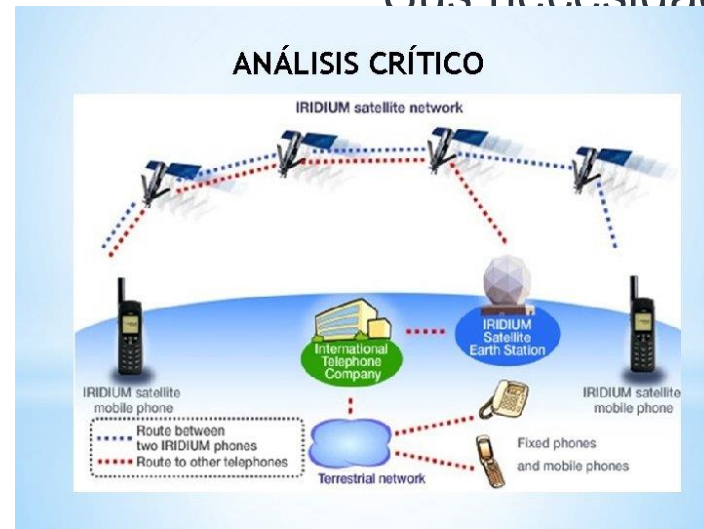 ANÁLISIS CRÍTICO
IRIDIUM satellite network
International
Telephone
Company
IRIDIUM
Satellite
Earth Station
IRIDIUM satellite
mobile phone
IRIDIUM satellite
mobile phone
Route between
two IRIDIUM phones
Route to other telephones
Terrestrial network
Fixed phones
and mobile phones